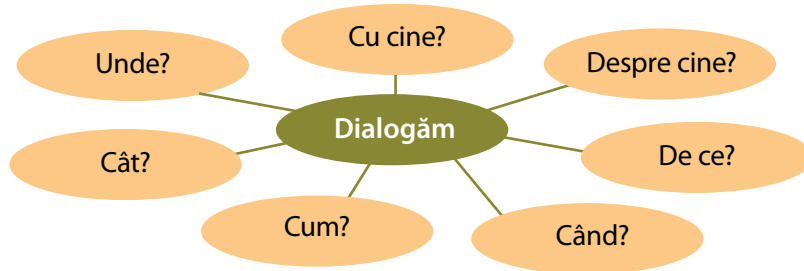 Cu cine?
Unde?
Despre cine?
Dialogăm
Cât?
De ce?
Cum?
Când?